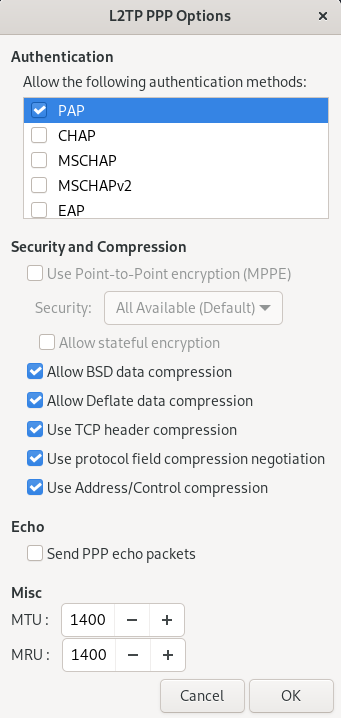 L2TP PPP Options
Authentication
Allow the following authentication methods:
PAP
CHAP
MSCHAP
MSCHAPv2
EAP
Security and Compression
Use Point-to-Point encryption (MPPE)
Security: All Available (Default)
Allow stateful encryption
Allow BSD data compression
Allow Deflate data compression
Use TCP header compression
Use protocol field compression negotiation
Use Address/Control compression
Echo
Send PPP echo packets
Misc
MTU : 1400
MRU : 1400
Cancel OK